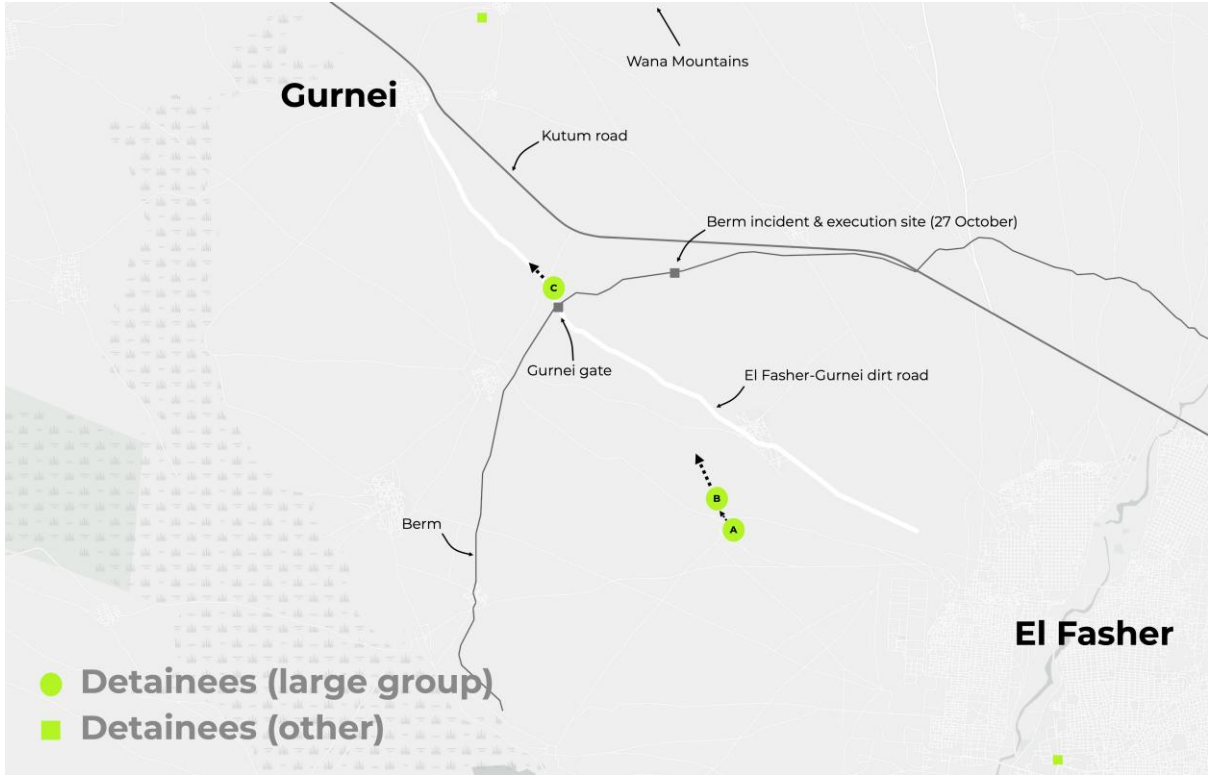 Wana Mountains
Gurnei
Kutum road
Berm incident & execution site (27 October)
C
Gurnei gate
El Fasher-Gurnei dirt road
B
Berm
A
El Fasher
Detainees (large group)
Detainees (other)